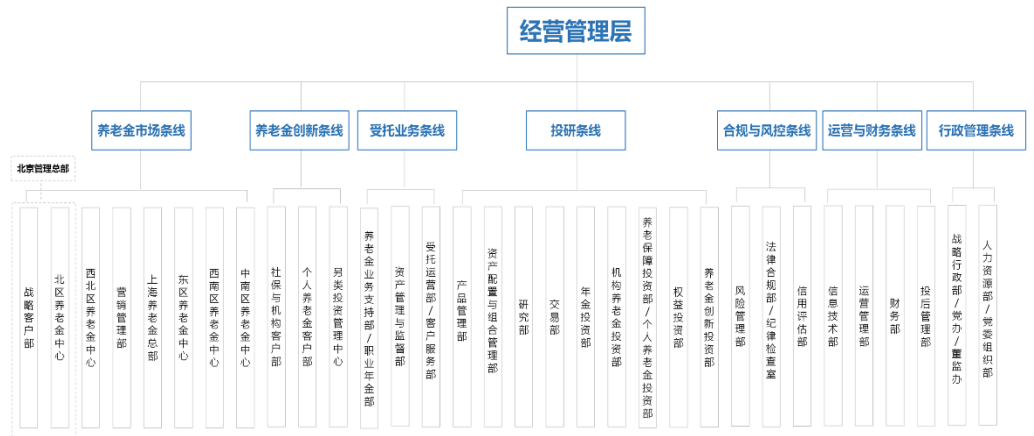 经营管理层
养老金市场条线
养老金创新条线
受托业务条线
投研条线
合规与风控条线
运营与财务条线
行政管理条线
北京管理总部
战略客户部
北区养老金中心
西北区养老金中心
营销管理部
上海养老金总部
东区养老金中心
西南区养老金中心
中南区养老金中心
社保与机构客户部
个人养老金客户部
另类投资管理中心
养老金业务支持部/职业年金部
资产管理与监督部
受托运营部/客户服务部
产品管理部
资产配置与组合管理部
研究部
交易部
年金投资部
机构养老金投资部
养老保障投资部/个人养老金投资部
权益投资部
养老金创新投资部
风险管理部
法律合规部/纪律检查室
信用评估部
信息技术部
运营管理部
财务部
投后管理部
战略行政部/党办/董监办
人力资源部/党委组织部